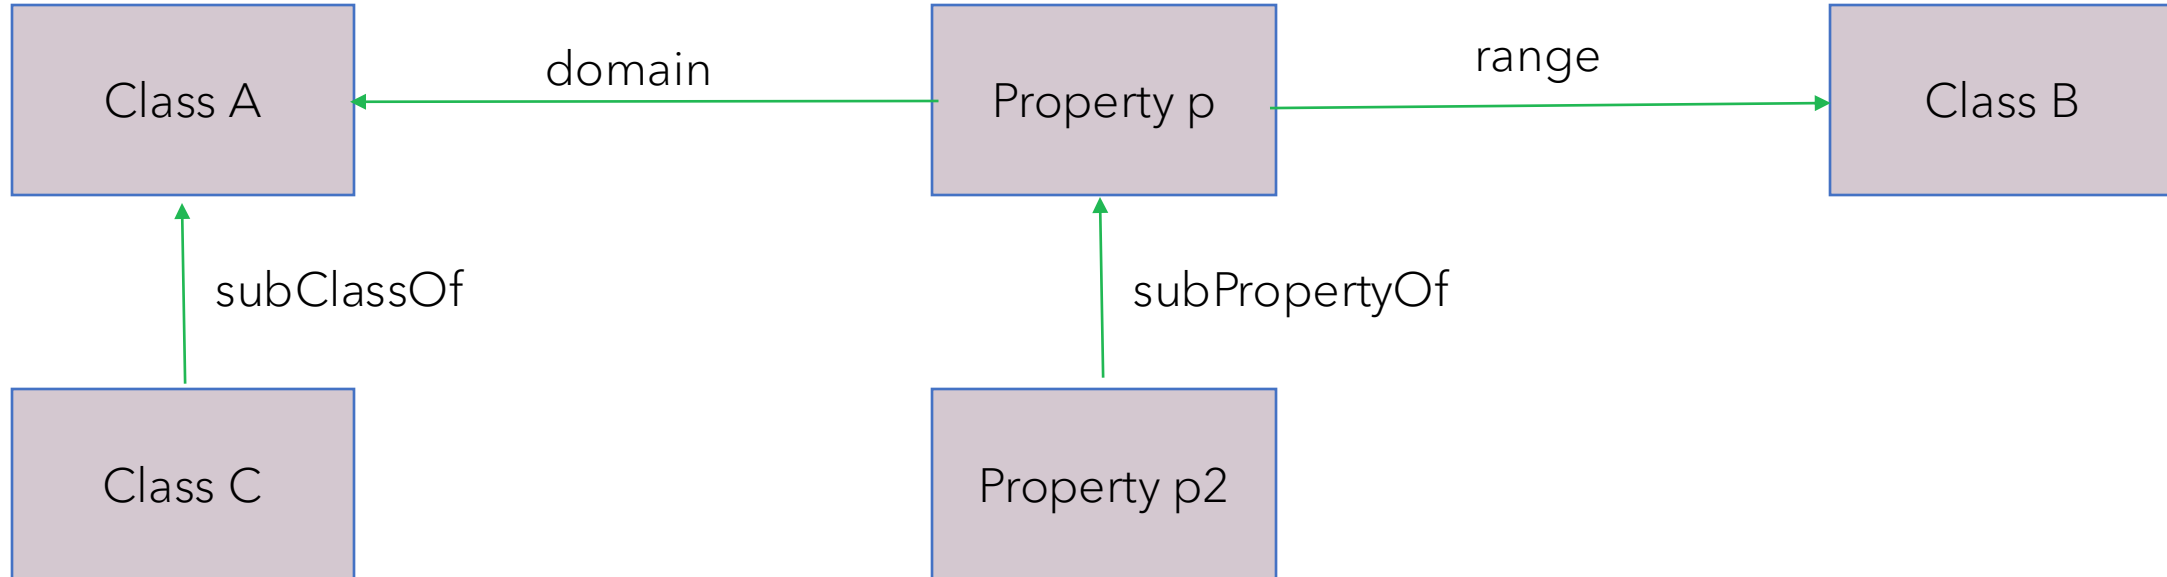 Class A
domain
Property p
range
Class B
subClassOf
subPropertyOf
Class C
Property p2